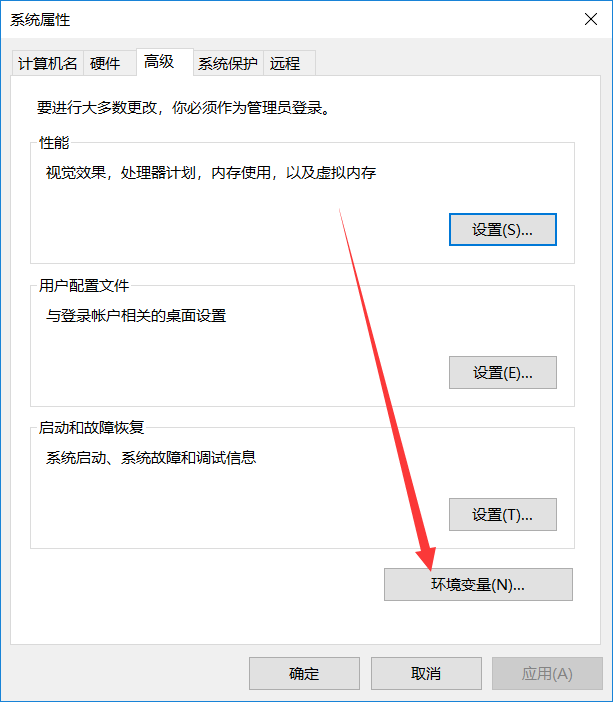 系统属性
计算机名 硬件 高级 系统保护 远程
要进行大多数更改，你必须作为管理员登录。
性能
视觉效果，处理器计划，内存使用，以及虚拟内存
设置(S)...
用户配置文件
与登录帐户相关的桌面设置
设置(E)...
启动和故障恢复
系统启动、系统故障和调试信息
设置(T)...
环境变量(N)...
确定 取消 应用(A)